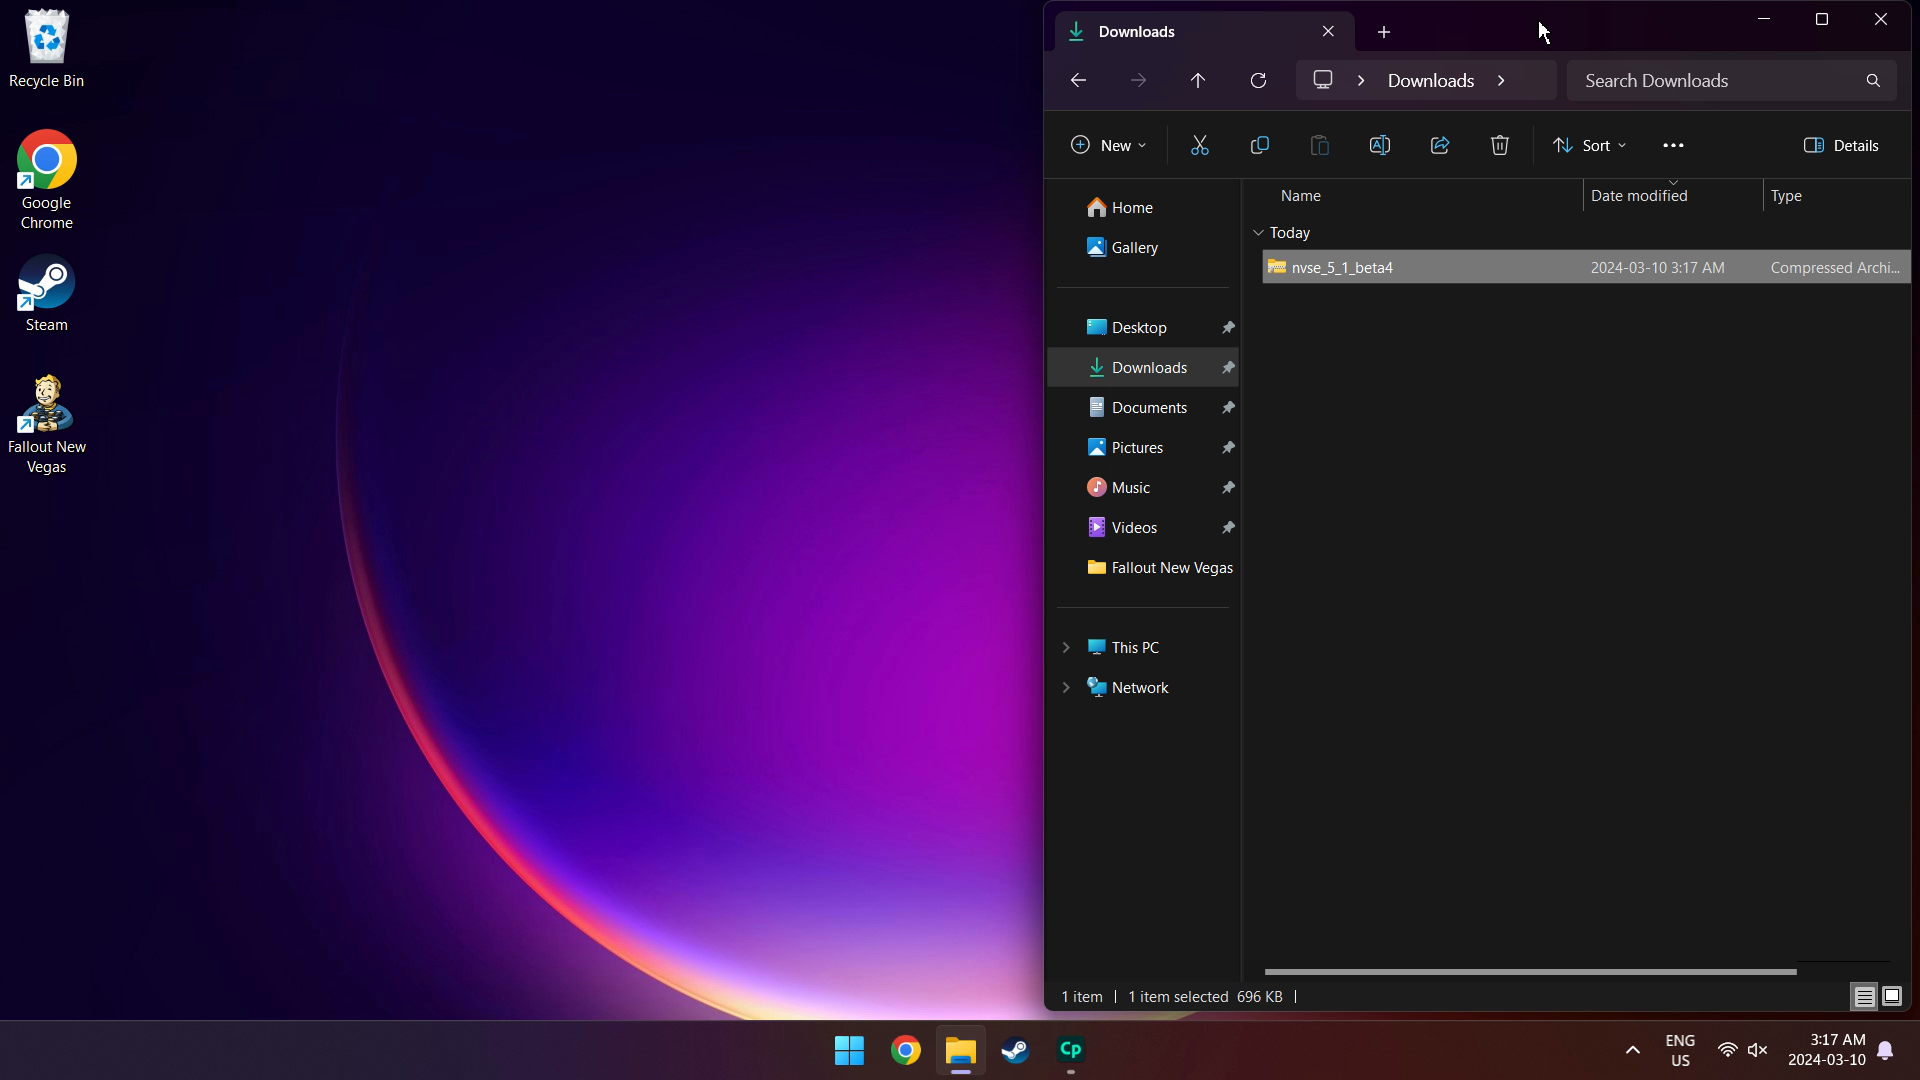 Recycle Bin
Google
Chrome
Steam
Fallout New
Vegas
Downloads
Downloads
Search Downloads
New
A
Sort
Details
Name
Date modified
Type
Today
nvse_5_1_beta4
2024-03-10 3:17 AM
Compressed Archi...
Home
Gallery
Desktop
Downloads
Documents
Pictures
Music
Videos
Fallout New Vegas
This PC
Network
1 item
1 item selected 696 KB
Cp
ENG
US
3:17 AM
2024-03-10